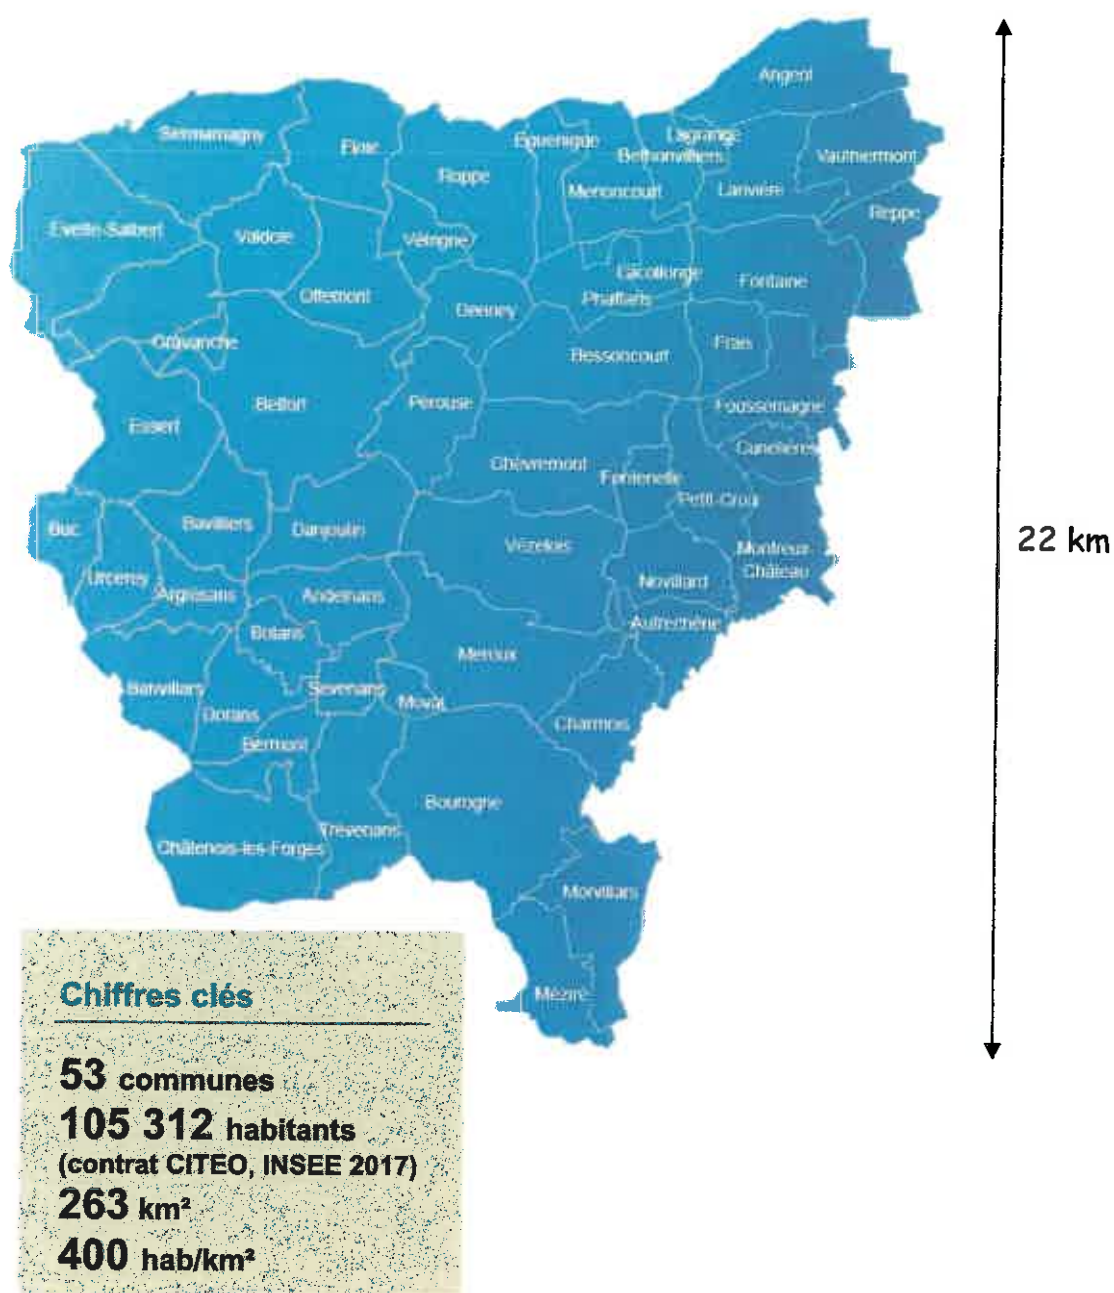 Angeot
Sermamagny
Eloie
Eguenigue
Lagrange
Bethonvilliers
Vauthiermont
Roppe
Menoncourt
Larivière
Reppe
Evette-Salbert
Valdoie
Vétrigne
Lacollonge
Fontaine
Offemont
Phaffans
Denney
Cravanche
Bessoncourt
Frais
Belfort
Pérouse
Foussemagne
Essert
Cunelières
Chèvremont
Fontenelle
Petit-Croix
Buc
Bavilliers
Danjoutin
Vézelois
Montreux-
Château
Urcerey
Argiésans
Andelnans
Novillard
Autrechêne
Botans
Meroux
Banvillars
Sévenans
Moval
Dorans
Charmois
Bermont
Bourogne
Trévenans
Châtenois-les-Forges
Morvillars
Méziré
22 km
Chiffres clés
53 communes
105 312 habitants
(contrat CITEO, INSEE 2017)
263 km²
400 hab/km²